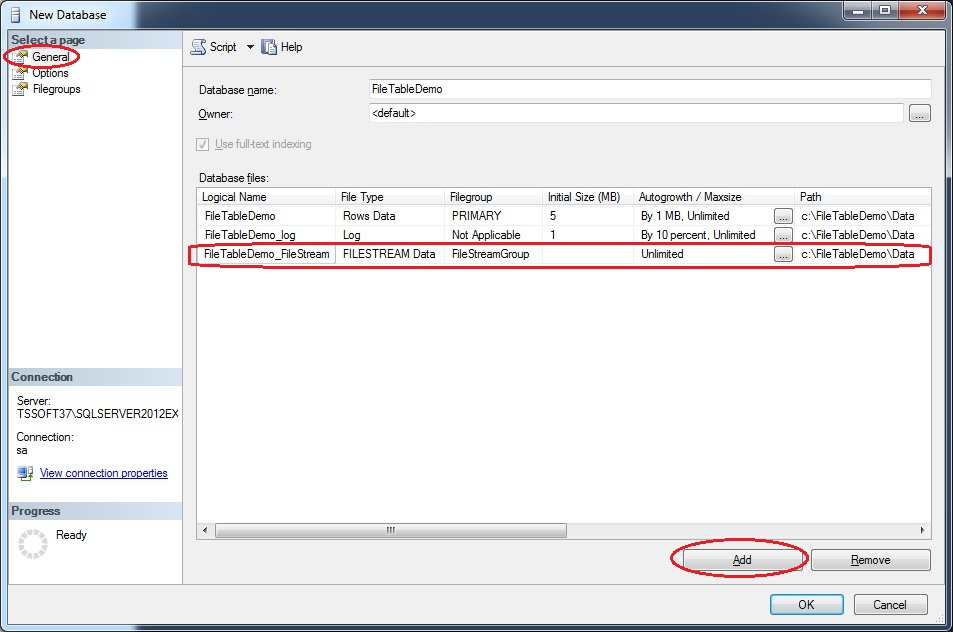 New Database
Select a page
General
Options
Filegroups
Script Help
Database name: FileTableDemo
Owner: <default> ...
Use full-text indexing
Database files:
Logical Name File Type Filegroup Initial Size (MB) Autogrowth / Maxsize Path
FileTableDemo Rows Data PRIMARY 5 By 1 MB, Unlimited ... c:\FileTableDemo\Data
FileTableDemo_log Log Not Applicable 1 By 10 percent, Unlimited ... c:\FileTableDemo\Data
FileTableDemo_FileStream FILESTREAM Data FileStreamGroup Unlimited ... c:\FileTableDemo\Data
Connection
Server:
TSSOFT37\SQLSERVER2012EX
Connection:
sa
View connection properties
Progress
Ready
Add Remove
OK Cancel